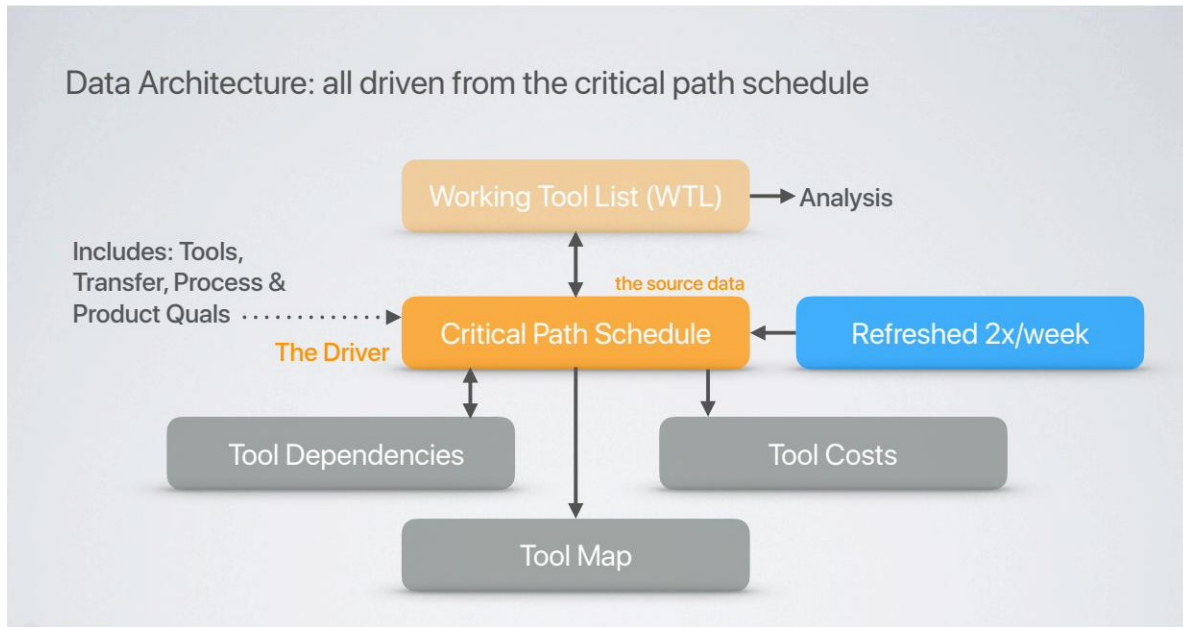 Data Architecture: all driven from the critical path schedule
Working Tool List (WTL)
Analysis
Includes: Tools,
Transfer, Process &
Product Quals
the source data
The Driver
Critical Path Schedule
Refreshed 2x/week
Tool Dependencies
Tool Costs
Tool Map